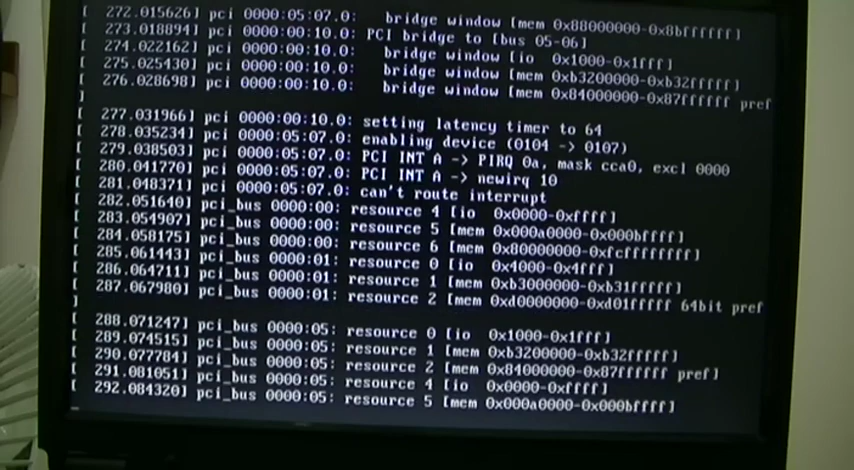 [  272.015626] pci 0000:05:07.0:   bridge window [mem 0x88000000-0x8bffffff]
[  273.018894] pci 0000:00:10.0: PCI bridge to [bus 05-06]
[  274.022162] pci 0000:00:10.0:   bridge window [io  0x1000-0x1fff]
[  275.025430] pci 0000:00:10.0:   bridge window [mem 0xb3200000-0xb32fffff]
[  276.028698] pci 0000:00:10.0:   bridge window [mem 0x84000000-0x87ffffff pref
]
[  277.031966] pci 0000:00:10.0: setting latency timer to 64
[  278.035234] pci 0000:05:07.0: enabling device (0104 -> 0107)
[  279.038503] pci 0000:05:07.0: PCI INT A -> PIRQ 0a, mask cca0, excl 0000
[  280.041770] pci 0000:05:07.0: PCI INT A -> newirq 10
[  281.048371] pci 0000:05:07.0: can't route interrupt
[  282.051640] pci_bus 0000:00: resource 4 [io  0x0000-0xffff]
[  283.054907] pci_bus 0000:00: resource 5 [mem 0x000a0000-0x000bffff]
[  284.058175] pci_bus 0000:00: resource 6 [mem 0x80000000-0xfcffffffff]
[  285.061443] pci_bus 0000:01: resource 0 [io  0x4000-0x4fff]
[  286.064711] pci_bus 0000:01: resource 1 [mem 0xb3000000-0xb31fffff]
[  287.067980] pci_bus 0000:01: resource 2 [mem 0xd0000000-0xd01fffff 64bit pref
]
[  288.071247] pci_bus 0000:05: resource 0 [io  0x1000-0x1fff]
[  289.074515] pci_bus 0000:05: resource 1 [mem 0xb3200000-0xb32fffff]
[  290.077784] pci_bus 0000:05: resource 2 [mem 0x84000000-0x87ffffff pref]
[  291.081051] pci_bus 0000:05: resource 4 [io  0x0000-0xffff]
[  292.084320] pci_bus 0000:05: resource 5 [mem 0x000a0000-0x000bffff]